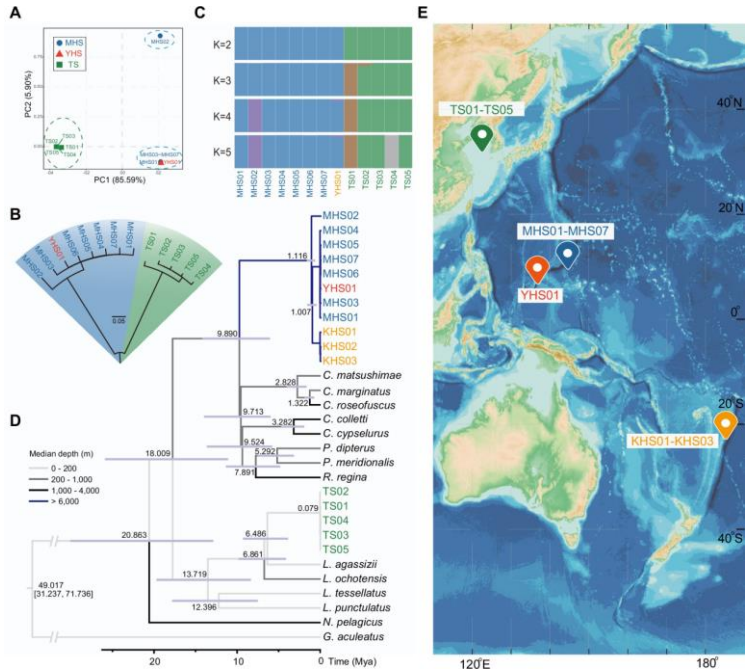 A
MHS
YHS
TS
MHS02
PC2 (5.90%)
TS03
TS01
TS04
MHS03~MHS07
MHS01
YHS01
PC1 (85.59%)
C
K=2
K=3
K=4
K=5
MHS01
MHS02
MHS03
MHS04
MHS05
MHS06
MHS07
YHS01
TS01
TS02
TS03
TS04
TS05
B
MHS02
MHS03
YHS01
MHS06
MHS05
MHS04
MHS07
MHS01
TS01
TS02
TS03
TS05
TS04
0.05
D
Median depth (m)
0 - 200
200 - 1,000
1,000 - 4,000
> 6,000
MHS02
MHS04
MHS05
MHS07
MHS06
YHS01
MHS03
MHS01
KHS01
KHS02
KHS03
C. matsushimae
C. marginatus
C. roseofuscus
C. colletti
C. cypselurus
P. dipterus
P. meridionalis
R. regina
TS02
TS01
TS04
TS03
TS05
L. agassizii
L. ochotensis
L. tessellatus
L. punctulatus
N. pelagicus
G. aculeatus
1.116
1.007
9.890
2.828
1.322
9.713
3.282
9.524
5.292
7.891
18.009
0.079
20.863
6.486
6.861
13.719
12.396
49.017
[31.237, 71.736]
20
10
0
Time (Mya)
E
TS01-TS05
MHS01-MHS07
YHS01
KHS01-KHS03
40°N
20°N
0°
20°S
40°S
120°E
150°E
180°W